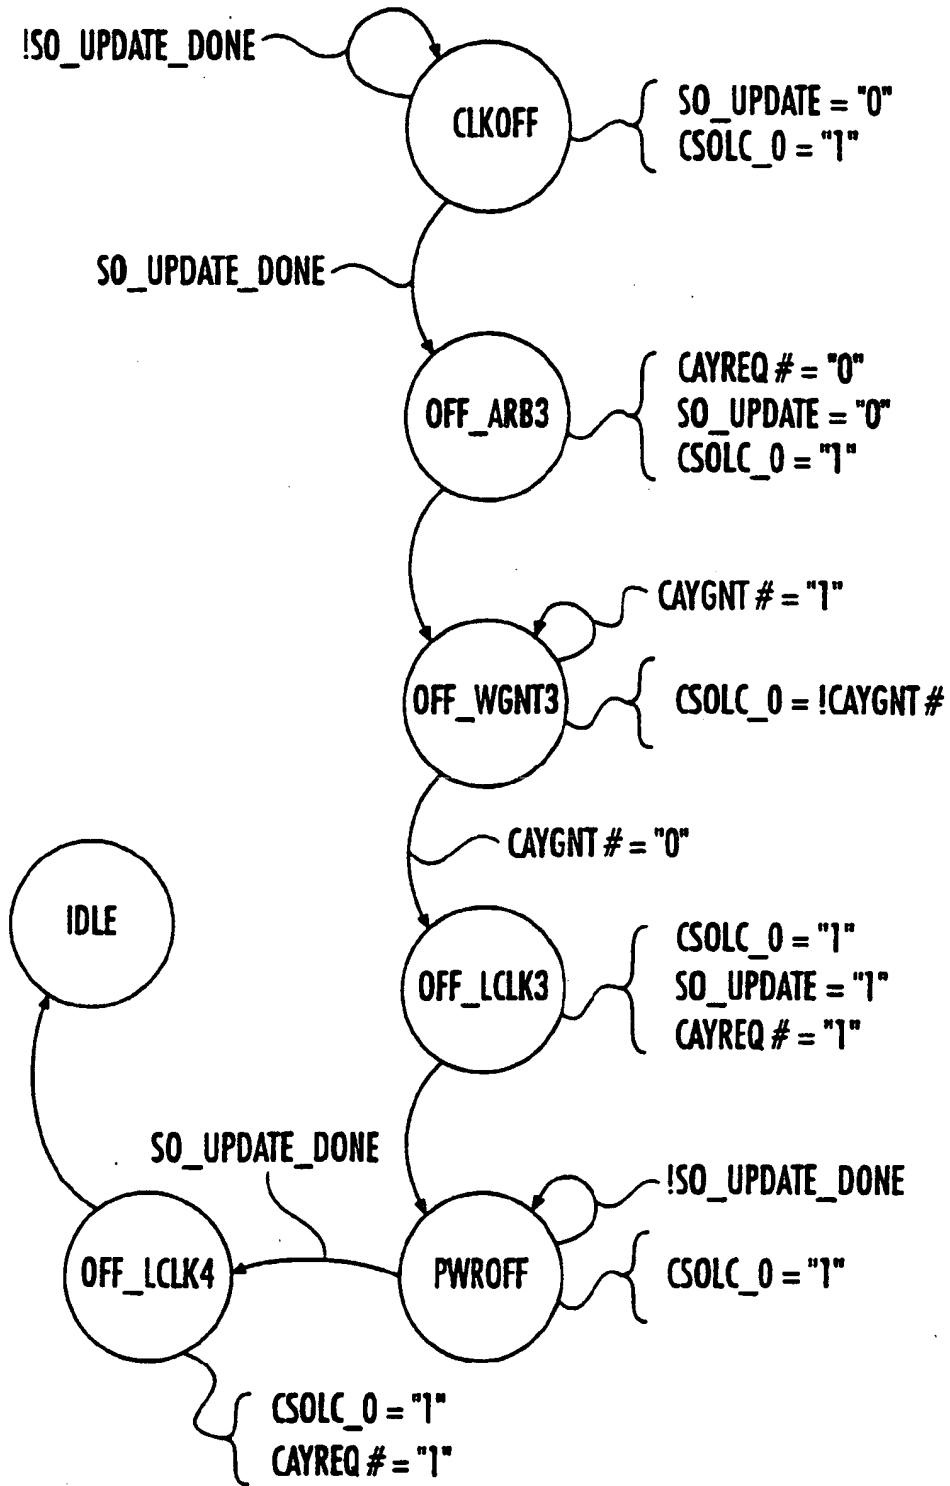 !SO_UPDATE_DONE
CLKOFF
SO_UPDATE = "0"
CSOLC_0 = "1"
SO_UPDATE_DONE
OFF_ARB3
CAYREQ # = "0"
SO_UPDATE = "0"
CSOLC_0 = "1"
CAYGNT # = "1"
OFF_WGNT3
CSOLC_0 = !CAYGNT #
CAYGNT # = "0"
IDLE
OFF_LCLK3
CSOLC_0 = "1"
SO_UPDATE = "1"
CAYREQ # = "1"
SO_UPDATE_DONE
!SO_UPDATE_DONE
OFF_LCLK4
PWROFF
CSOLC_0 = "1"
CSOLC_0 = "1"
CAYREQ # = "1"